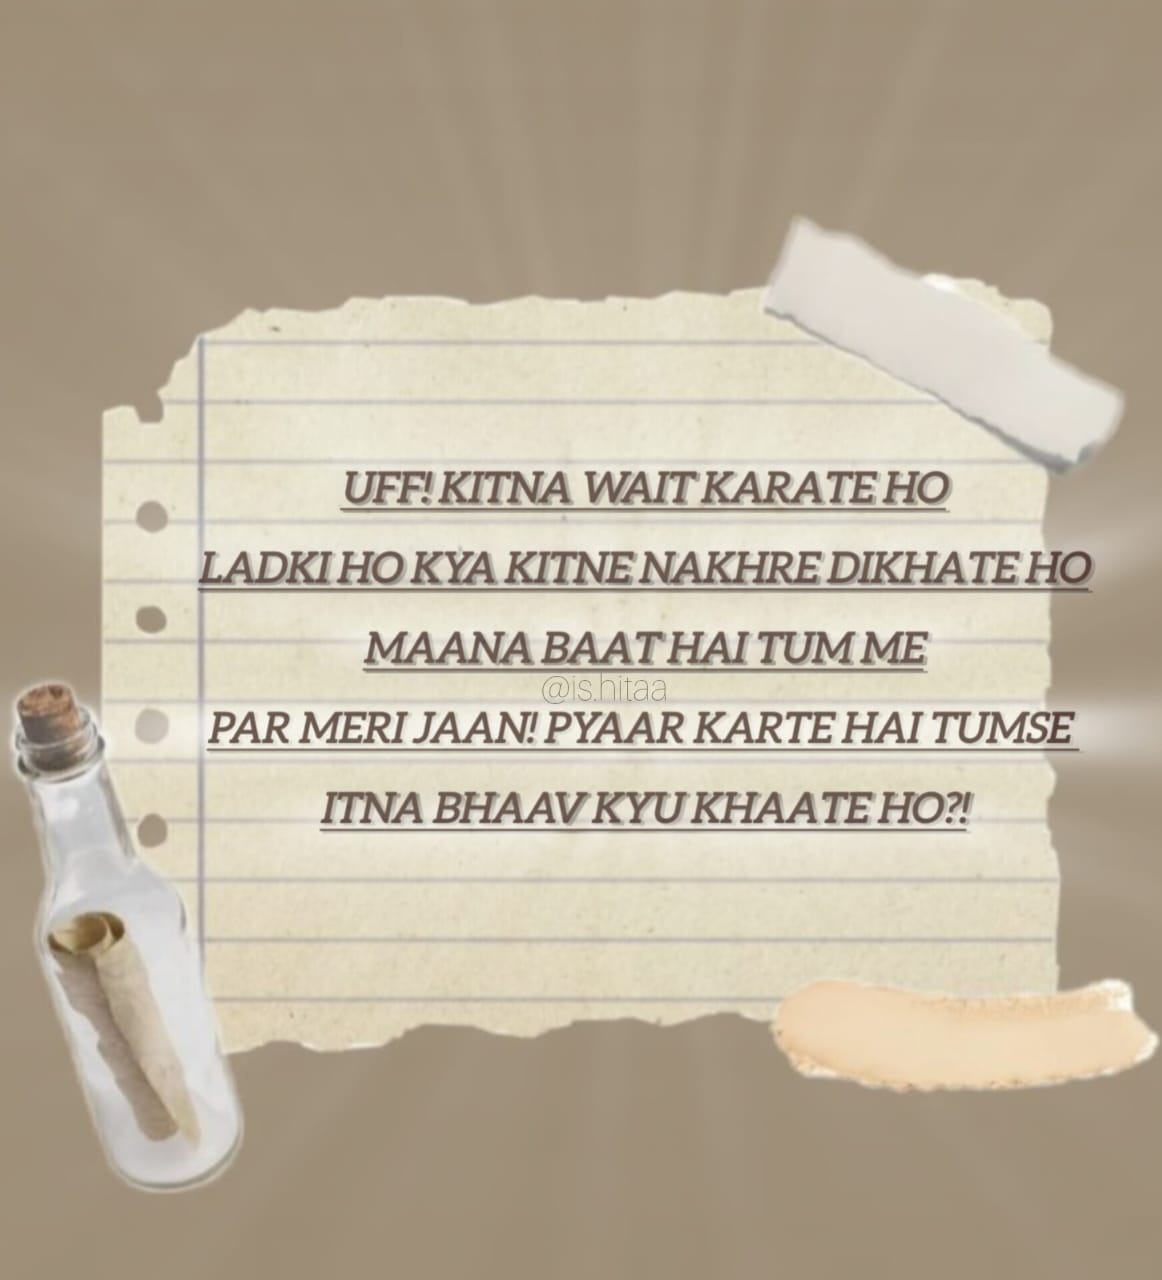 UFF! KITNA WAIT KARATE HO
LADKI HO KYA KITNE NAKHRE DIKHATE HO
MAANA BAAT HAI TUM ME
@is.hitaa
PAR MERI JAAN! PYAAR KARTE HAI TUMSE
ITNA BHAAV KYU KHAATE HO?!